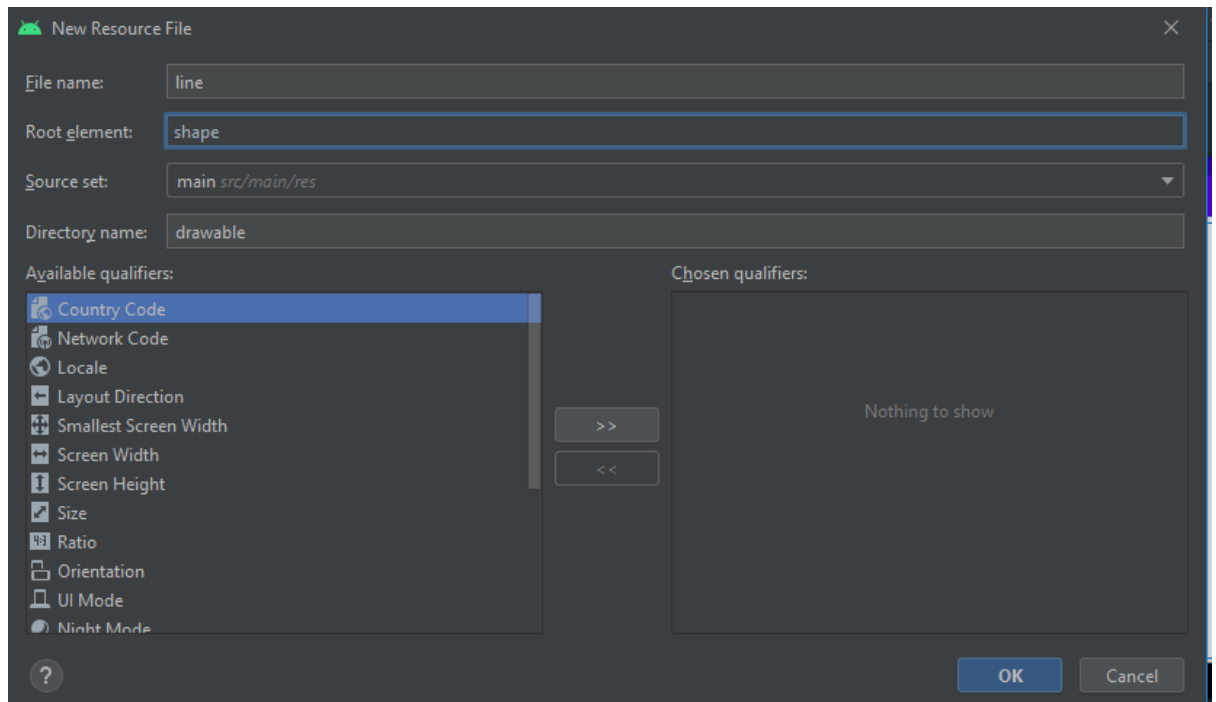 New Resource File
File name: line
Root element: shape
Source set: main src/main/res
Directory name: drawable
Available qualifiers:
Country Code
Network Code
Locale
Layout Direction
Smallest Screen Width
Screen Width
Screen Height
Size
Ratio
Orientation
UI Mode
Night Mode
>>
<<
Chosen qualifiers:
Nothing to show
?
OK
Cancel